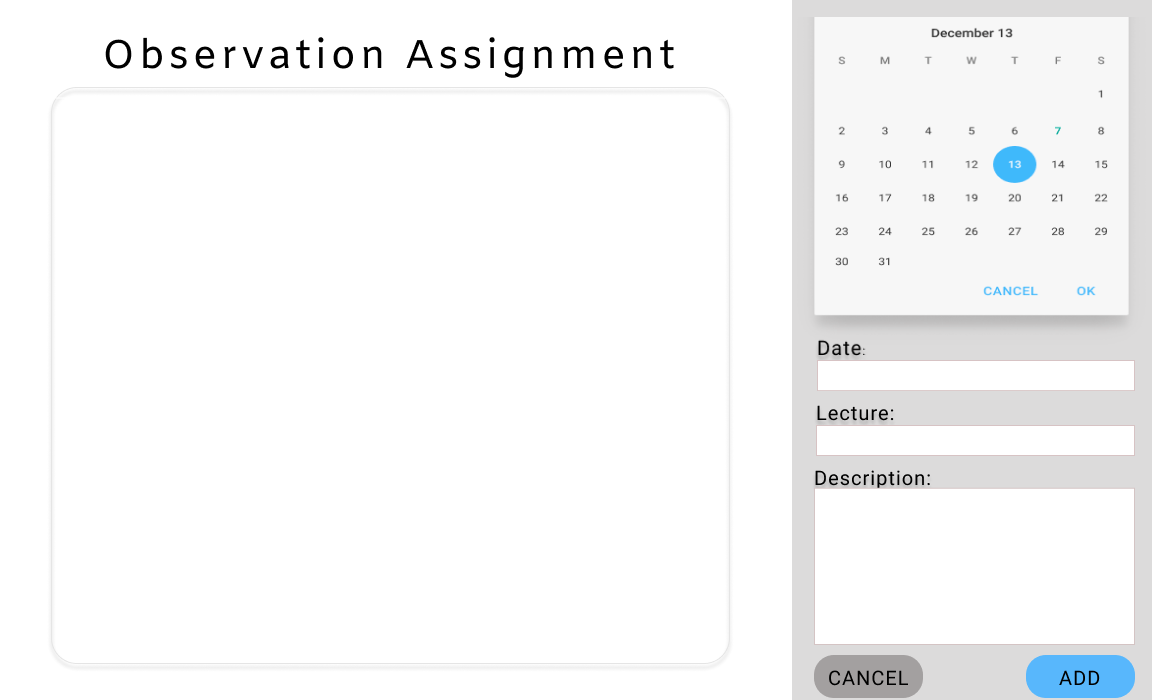 Observation Assignment
December 13
S M T W T F S
1
2 3 4 5 6 7 8
9 10 11 12 13 14 15
16 17 18 19 20 21 22
23 24 25 26 27 28 29
30 31
CANCEL OK
Date:
Lecture:
Description:
CANCEL ADD